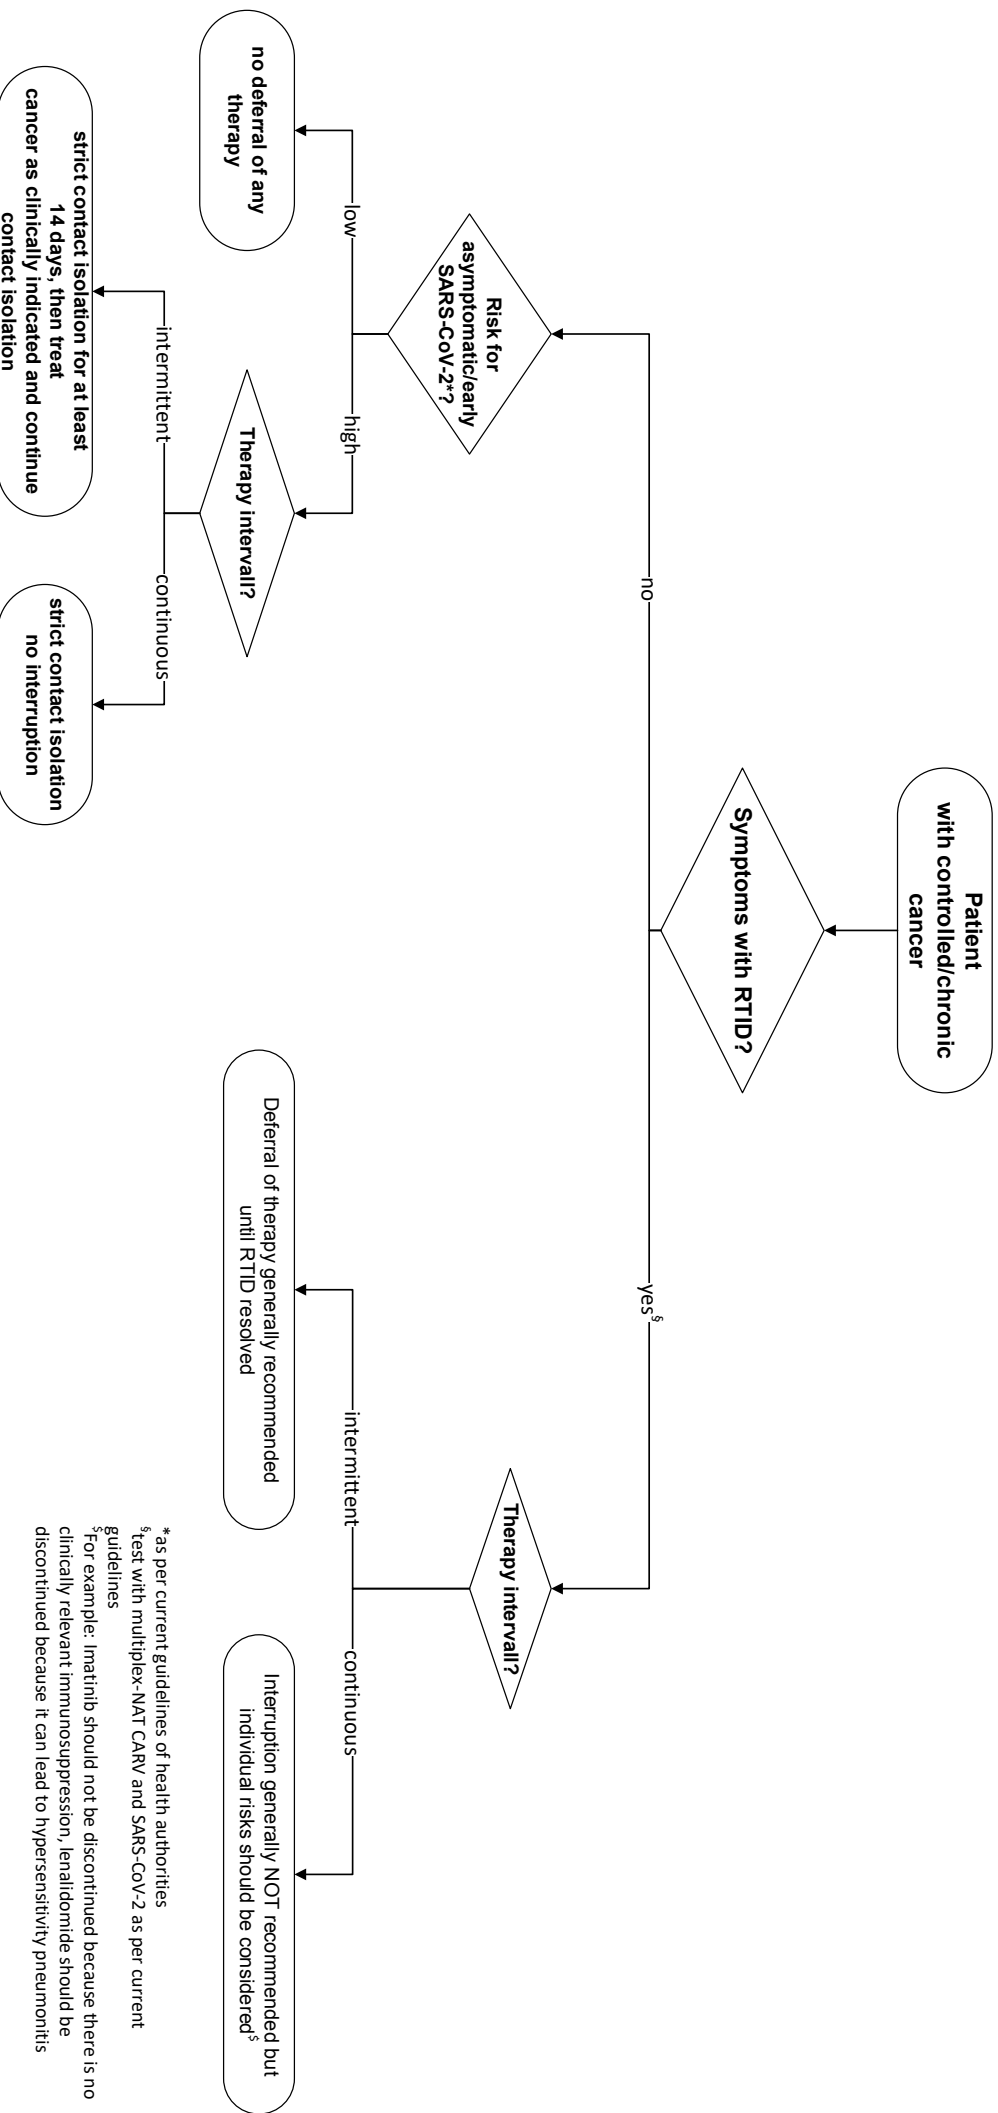 Patient
with controlled/chronic
cancer
Symptoms with RTID?
no
yes§
Risk for
asymptomatic/early
SARS-CoV-2*?
Therapy intervall?
low
high
intermittent
continuous
no deferral of any
therapy
Therapy intervall?
Deferral of therapy generally recommended
until RTID resolved
Interruption generally NOT recommended but
individual risks should be considered$
intermittent
continuous
strict contact isolation for at least
14 days, then treat
cancer as clinically indicated and continue
contact isolation
strict contact isolation
no interruption
*as per current guidelines of health authorities
§test with multiplex-NAT CARV and SARS-CoV-2 as per current
guidelines
$For example: Imatinib should not be discontinued because there is no
clinically relevant immunosuppression, lenalidomide should be
discontinued because it can lead to hypersensitivity pneumonitis